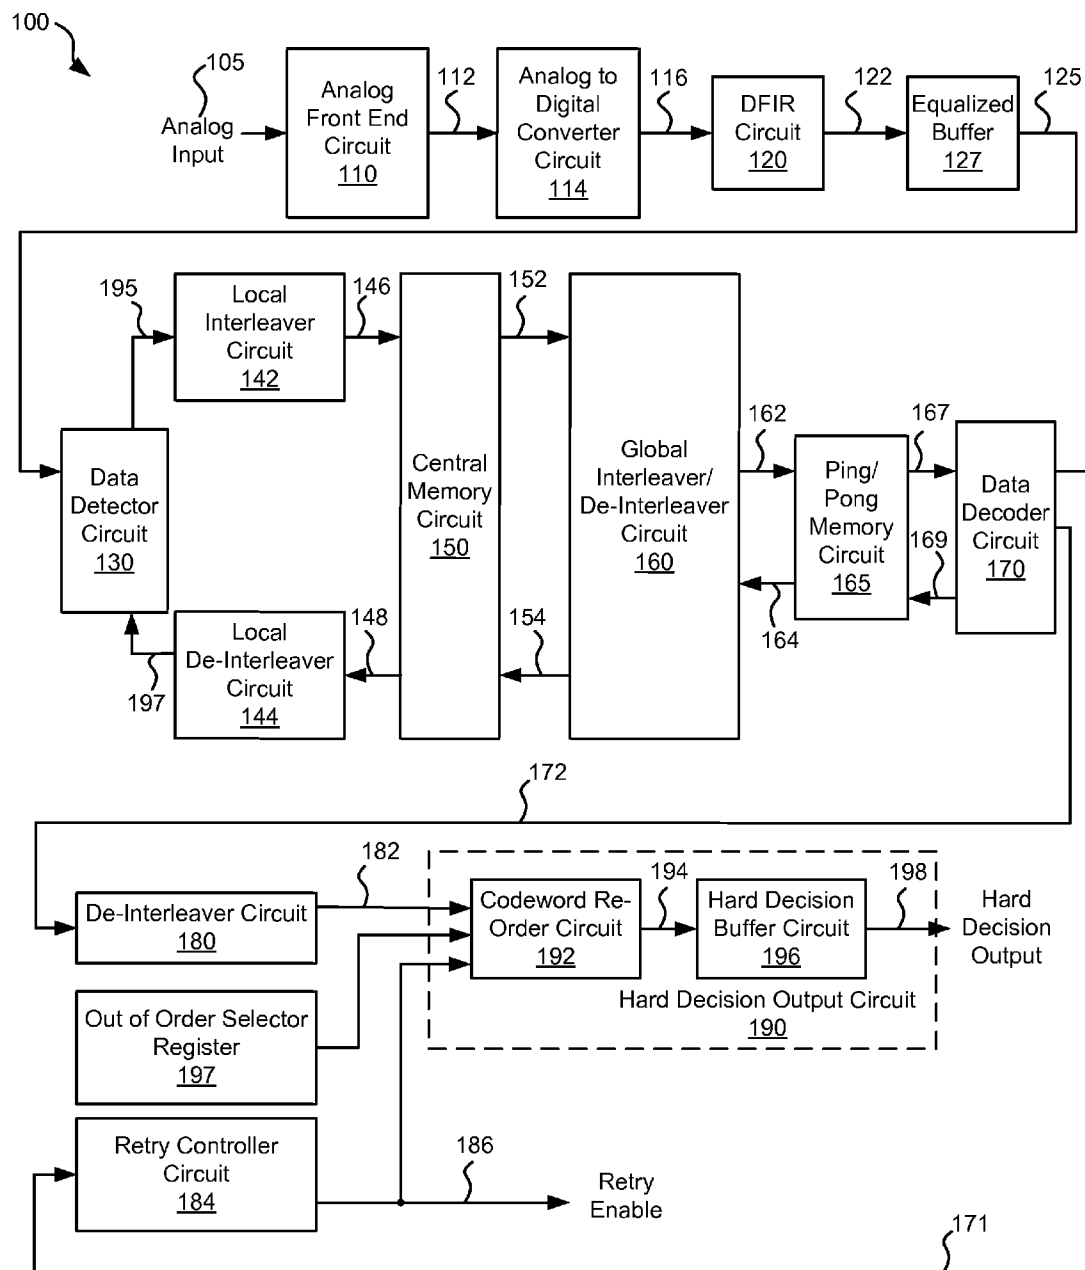 100
105
Analog
Input
Analog
Front End
Circuit
110
112
Analog to
Digital
Converter
Circuit
114
116
DFIR
Circuit
120
122
Equalized
Buffer
127
125
195
Local
Interleaver
Circuit
142
146
152
Data
Detector
Circuit
130
Central
Memory
Circuit
150
Global
Interleaver/
De-Interleaver
Circuit
160
162
Ping/
Pong
Memory
Circuit
165
167
Data
Decoder
Circuit
170
169
164
197
Local
De-Interleaver
Circuit
144
148
154
172
182
De-Interleaver Circuit
180
Codeword Re-
Order Circuit
192
194
Hard Decision
Buffer Circuit
196
198
Hard
Decision
Output
Hard Decision Output Circuit
190
Out of Order Selector
Register
197
Retry Controller
Circuit
184
186
Retry
Enable
171